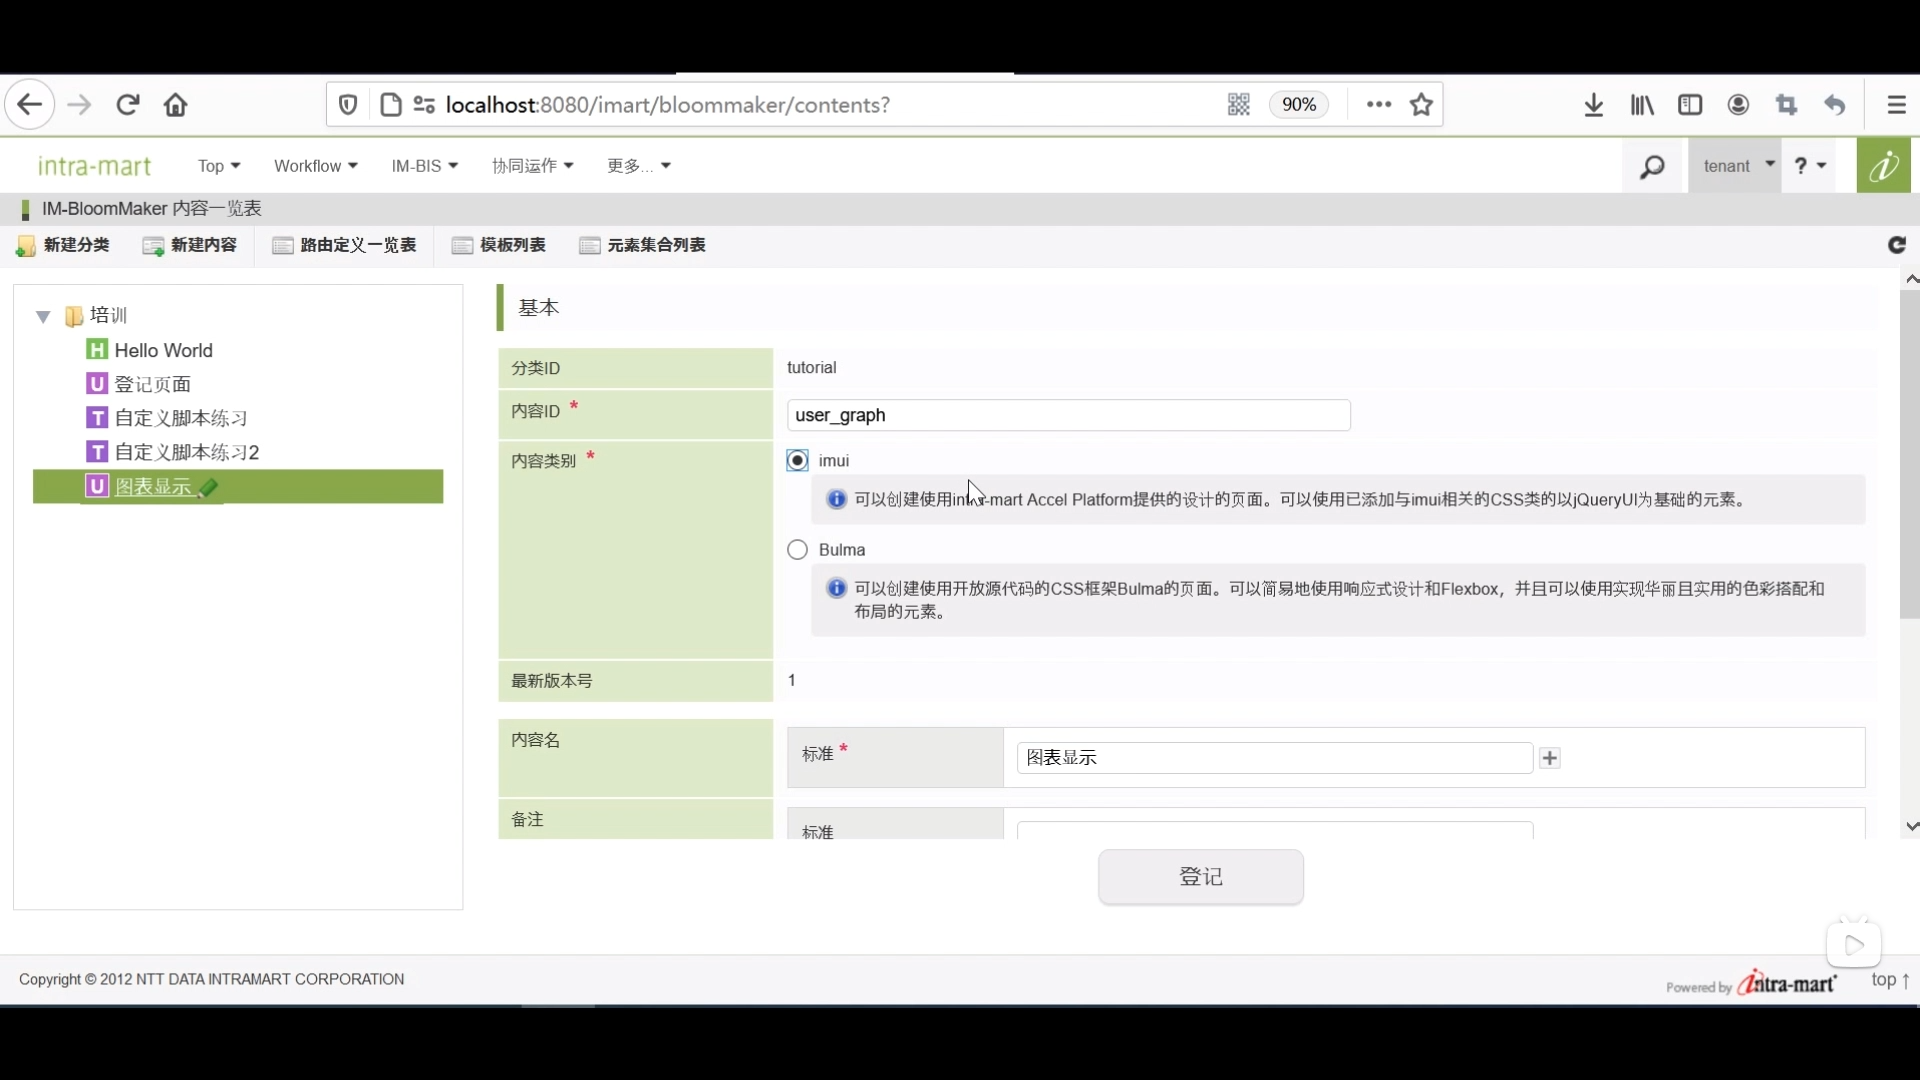 localhost:8080/imart/bloommaker/contents?
90%
intra-mart
Top
Workflow
IM-BIS
协同运作
更多...
tenant
?
IM-BloomMaker 内容一览表
新建分类
新建内容
路由定义一览表
模板列表
元素集合列表
培训
H Hello World
U 登记页面
T 自定义脚本练习
T 自定义脚本练习2
U 图表显示
基本
分类ID
tutorial
内容ID *
user_graph
内容类别 *
imui
可以创建使用intra-mart Accel Platform提供的设计的页面。可以使用已添加与imui相关的CSS类的以jQueryUI为基础的元素。
Bulma
可以创建使用开放源代码的CSS框架Bulma的页面。可以简易地使用响应式设计和Flexbox，并且可以使用实现华丽且实用的色彩搭配和
布局的元素。
最新版本号
1
内容名
标准 *
图表显示
备注
标准
登记
Copyright © 2012 NTT DATA INTRAMART CORPORATION
Powered by intra-mart
top ↑